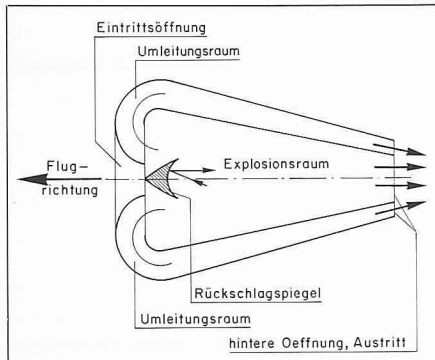 Eintrittsöffnung
Umleitungsraum
Flug-
richtung
Explosionsraum
Rückschlagspiegel
Umleitungsraum
hintere Oeffnung, Austritt